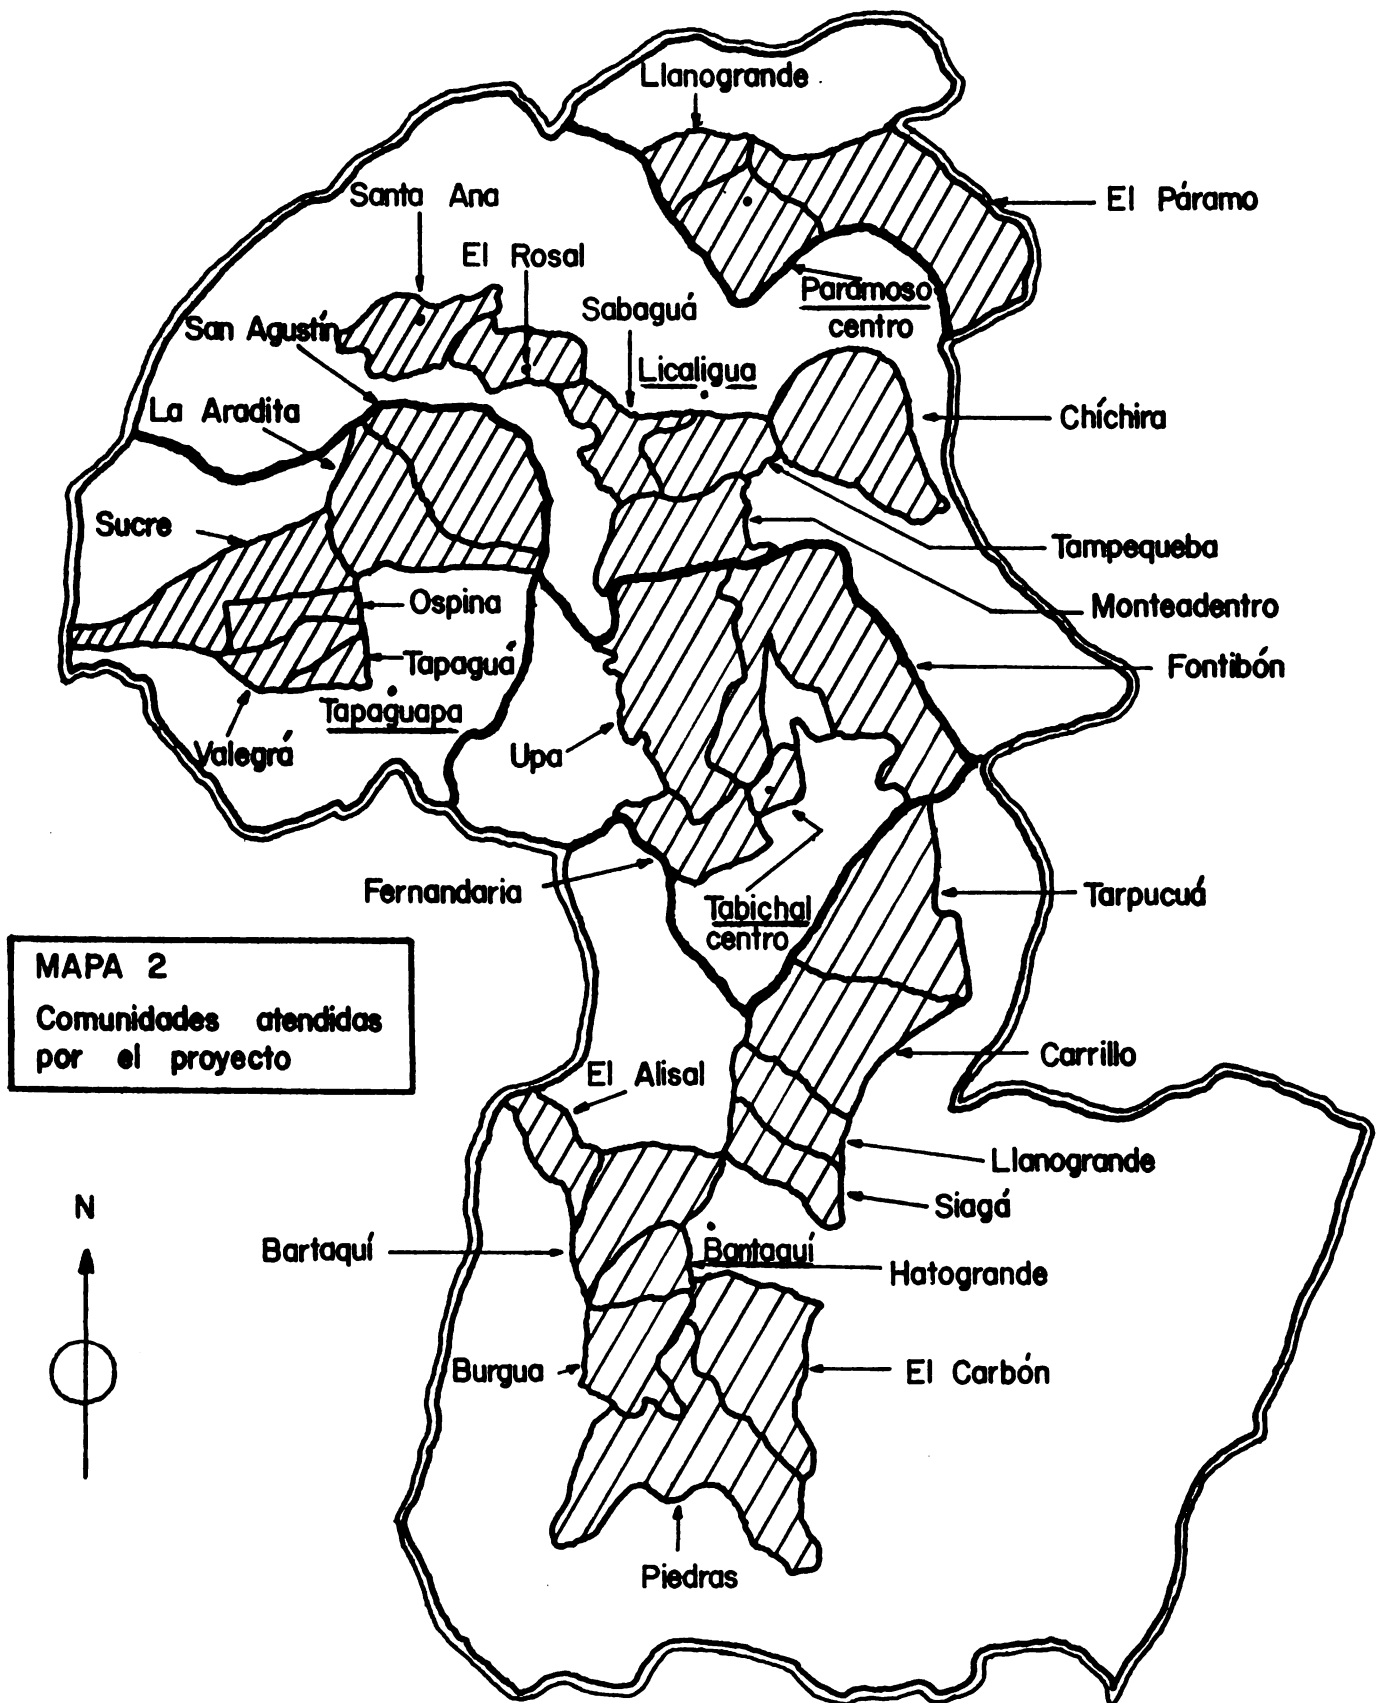 Llanogrande
Santa Ana
El Páramo
El Rosal
Paramoso
centro
Sabaguá
San Agustín
Licaligua
La Aradita
Chíchira
Sucre
Tampequeba
Ospina
Monteadentro
Tapaguá
Fontibón
Tapaguapa
Valegrá
Upa
Fernandaria
Tarpucuá
Tabichal
centro
MAPA 2
Comunidades atendidas
por el proyecto
Carrillo
El Alisal
Llanogrande
N
Siagá
Bartaquí
Bantaquí
Hatogrande
Burgua
El Carbón
Piedras